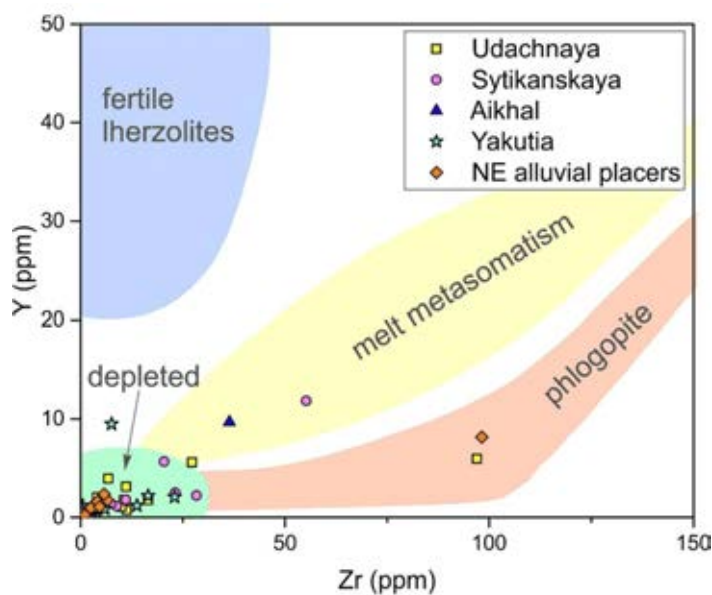 50
40
30
20
10
0
Y (ppm)
fertile
lherzolites
Udachnaya
Sytikanskaya
Aikhal
Yakutia
NE alluvial placers
melt metasomatism
phlogopite
depleted
0
50
100
150
Zr (ppm)